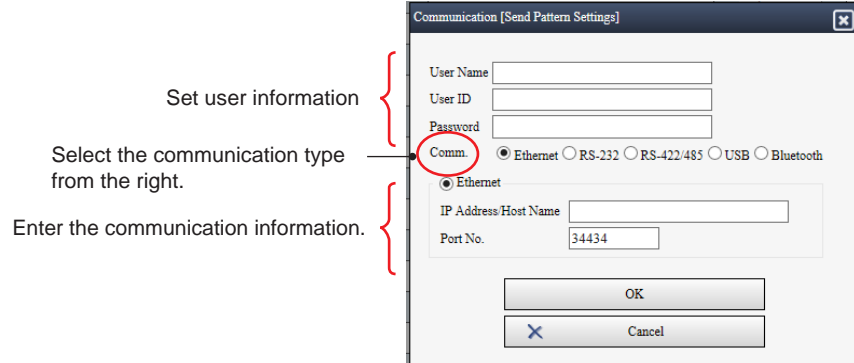 Communication [Send Pattern Settings]
User Name
Set user information
User ID
Password
Select the communication type
from the right.
Comm. Ethernet RS-232 RS-422/485 USB Bluetooth
Ethernet
Enter the communication information.
IP Address/Host Name
Port No. 34434
OK
Cancel